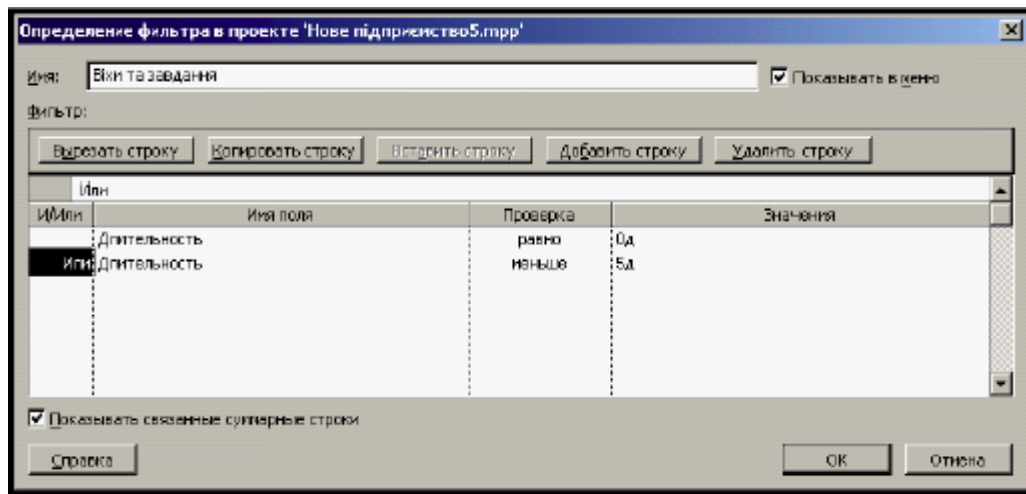 Определение фильтра в проекте 'Нове підприємство5.mpp'
Имя: Віхи та завдання Показывать в меню
Фильтр:
Вырезать строку Копировать строку Вставить строку Добавить строку Удалить строку
Или
И/Или Имя поля Проверка Значения
Длительность равно 0д
Или Длительность меньше 5д
Показывать связанные суммарные строки
Справка ОК Отмена